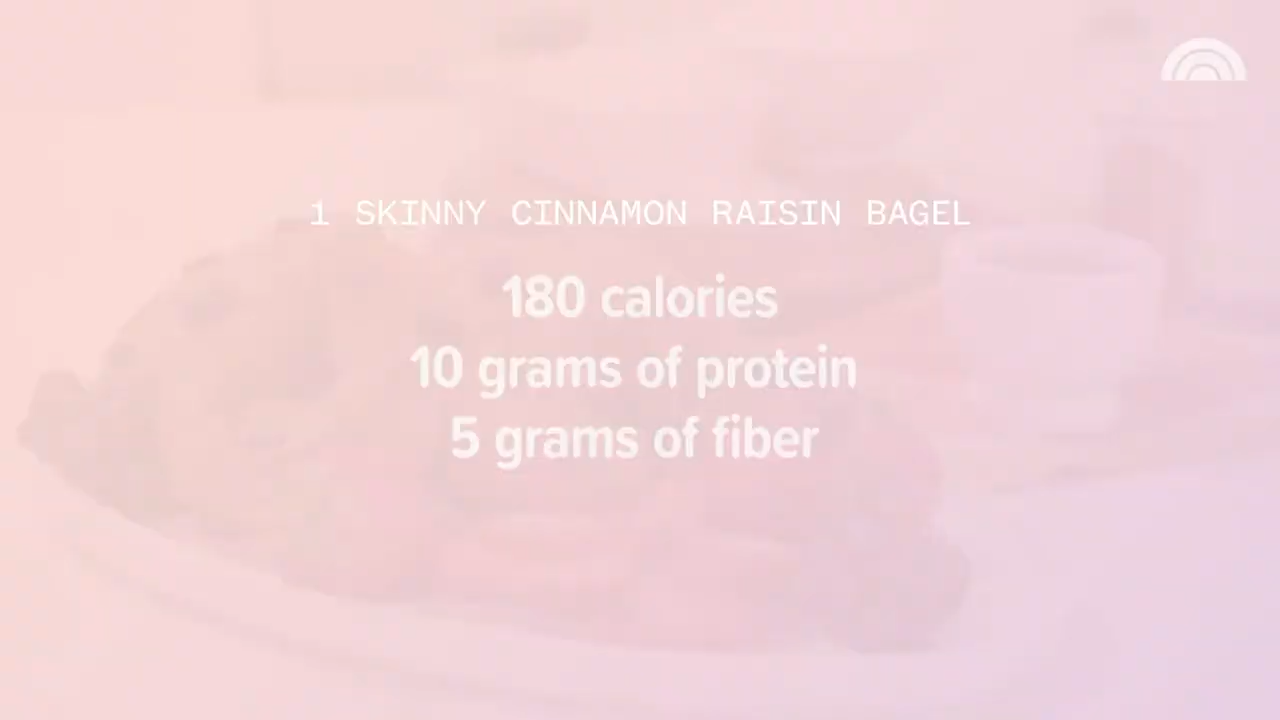 1 SKINNY CINNAMON RAISIN BAGEL
180 calories
10 grams of protein
5 grams of fiber